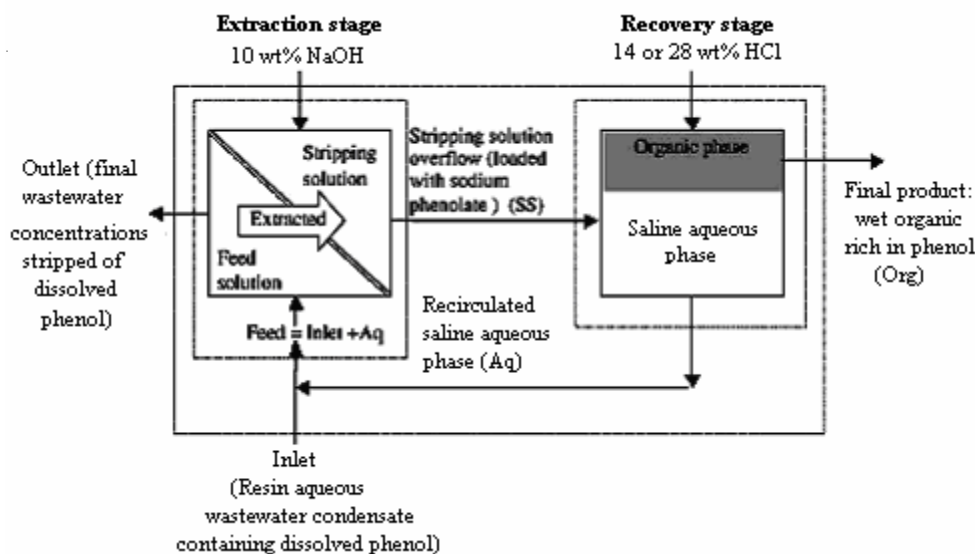 Extraction stage
10 wt% NaOH
Recovery stage
14 or 28 wt% HCl
Outlet (final
wastewater
concentrations
stripped of
dissolved
phenol)
Stripping
solution
Extracted
Feed
solution
Feed = Inlet +Aq
Stripping solution
overflow (loaded
with sodium
phenolate ) (SS)
Recirculated
saline aqueous
phase (Aq)
Organic phase
Saline aqueous
phase
Final product:
wet organic
rich in phenol
(Org)
Inlet
(Resin aqueous
wastewater condensate
containing dissolved phenol)